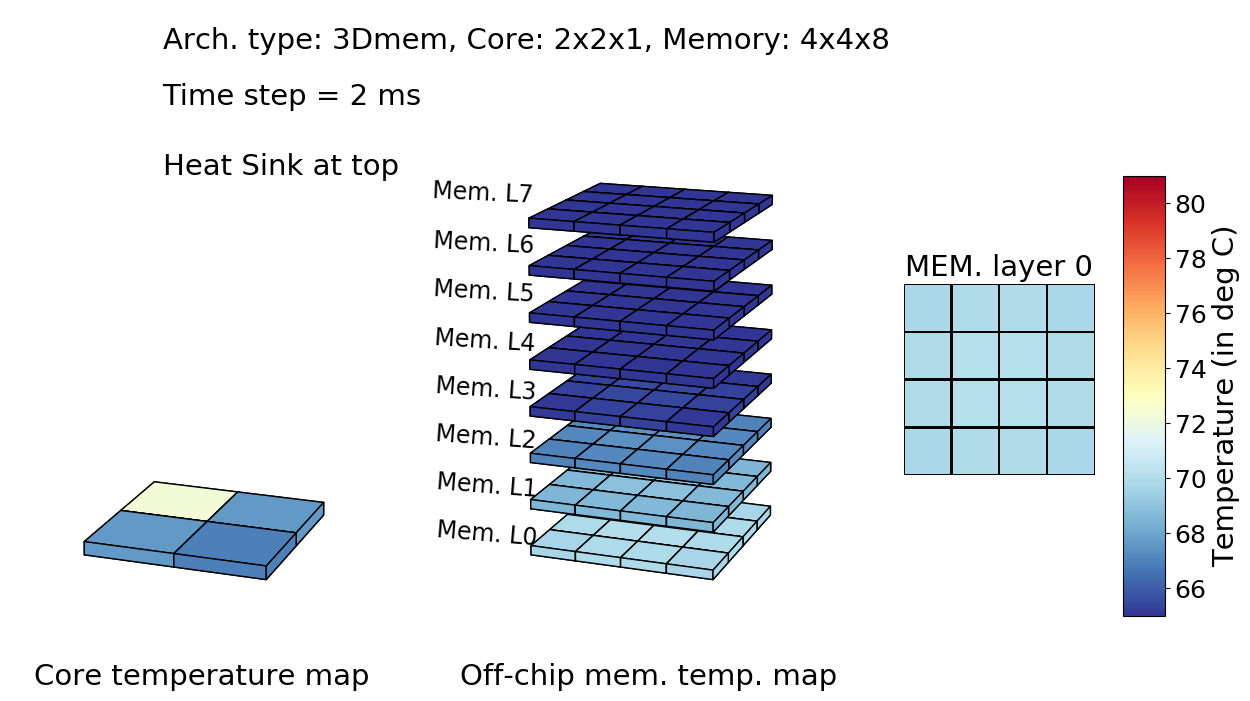 Arch. type: 3Dmem, Core: 2x2x1, Memory: 4x4x8
Time step = 2 ms
Heat Sink at top
Mem. L7
Mem. L6
Mem. L5
Mem. L4
Mem. L3
Mem. L2
Mem. L1
Mem. L0
MEM. layer 0
80
78
76
74
72
70
68
66
Temperature (in deg C)
Core temperature map
Off-chip mem. temp. map